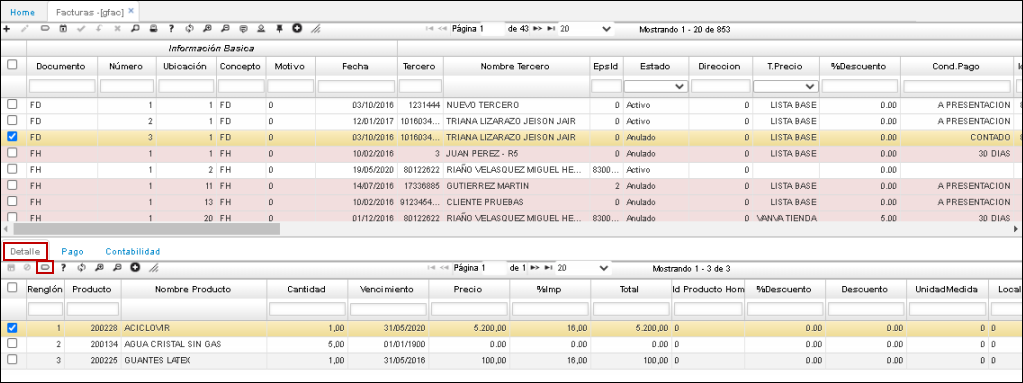 Home Facturas -[gfac] ✕
Página 1 de 43 20 Mostrando 1 - 20 de 853
Información Basica
Documento Número Ubicación Concepto Motivo Fecha Tercero Nombre Tercero EpsId Estado Direccion T.Precio %Descuento Cond.Pago
FD 1 1 FD 0 03/10/2016 1231444 NUEVO TERCERO 0 Activo 0 LISTA BASE 0.00 A PRESENTACION
FD 2 1 FD 0 12/01/2017 1016034... TRIANA LIZARAZO JEISON JAIR 0 Activo 0 LISTA BASE 0.00 A PRESENTACION
FD 3 1 FD 0 03/10/2016 1016034... TRIANA LIZARAZO JEISON JAIR 0 Anulado 0 LISTA BASE 0.00 CONTADO
FH 1 1 FH 0 10/02/2016 3 JUAN PEREZ - R5 0 Anulado 0 LISTA BASE 0.00 30 DIAS
FH 1 2 FH 0 19/05/2020 80122622 RIAÑO VELASQUEZ MIGUEL HE... 8300... Activo 0 LISTA BASE 0.00 A PRESENTACION
FH 1 11 FH 0 14/07/2016 17336885 GUTIERREZ MARTIN 2 Anulado 0 LISTA BASE 0.00 A PRESENTACION
FH 1 13 FH 0 10/02/2016 9123454... CLIENTE PRUEBAS 0 Anulado 0 LISTA BASE 0.00 A PRESENTACION
FH 1 20 FH 0 01/12/2016 80122622 RIAÑO VELASQUEZ MIGUEL HE... 8300... Anulado 0 VANVA TIENDA 5.00 30 DIAS
Detalle Pago Contabilidad
Página 1 de 1 20 Mostrando 1 - 3 de 3
Renglón Producto Nombre Producto Cantidad Vencimiento Precio %Imp Total Id Producto Hom %Descuento Descuento UnidadMedida Local
1 200228 ACICLOVIR 1,00 31/05/2020 5.200,00 16,00 5.200,00 0 0.00 0.00 0 0
2 200134 AGUA CRISTAL SIN GAS 5,00 01/01/1900 0.00 0.00 0.00 0 0.00 0.00 0 0
3 200225 GUANTES LATEX 1,00 31/05/2016 100,00 16,00 100,00 0 0.00 0.00 0 0